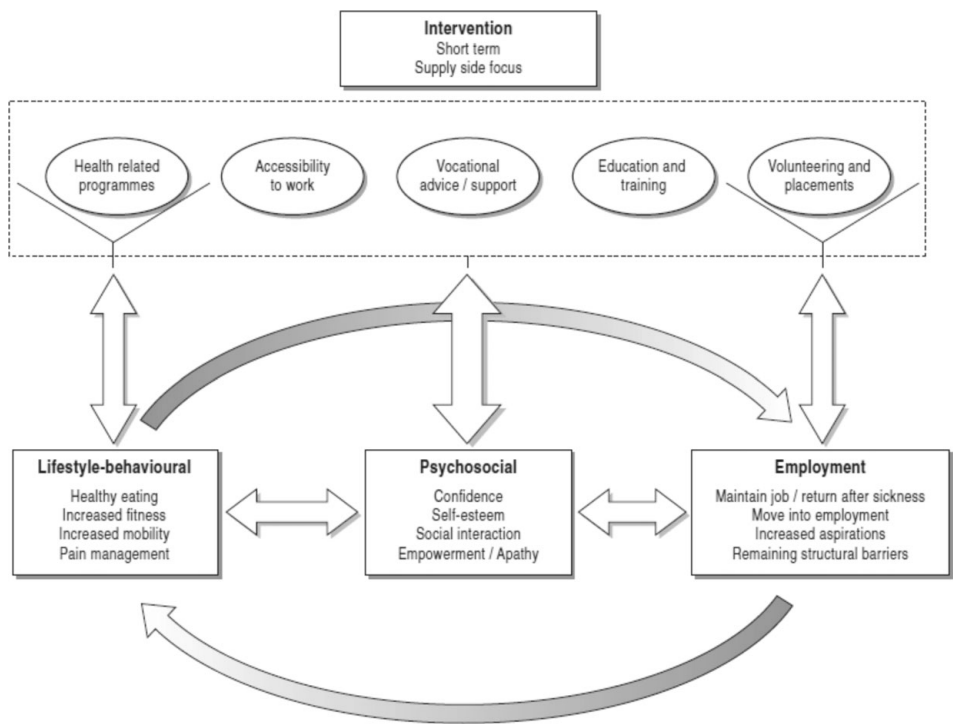 Intervention
Short term
Supply side focus
Health related
programmes
Accessibility
to work
Vocational
advice / support
Education and
training
Volunteering and
placements
Lifestyle-behavioural
Healthy eating
Increased fitness
Increased mobility
Pain management
Psychosocial
Confidence
Self-esteem
Social interaction
Empowerment / Apathy
Employment
Maintain job / return after sickness
Move into employment
Increased aspirations
Remaining structural barriers